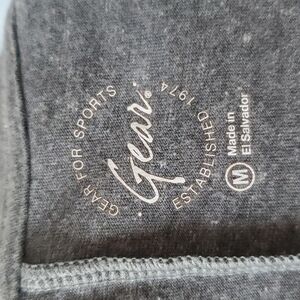 GEAR FOR SPORTS
Gear®
ESTABLISHED 1974
M
Made in
El Salvador